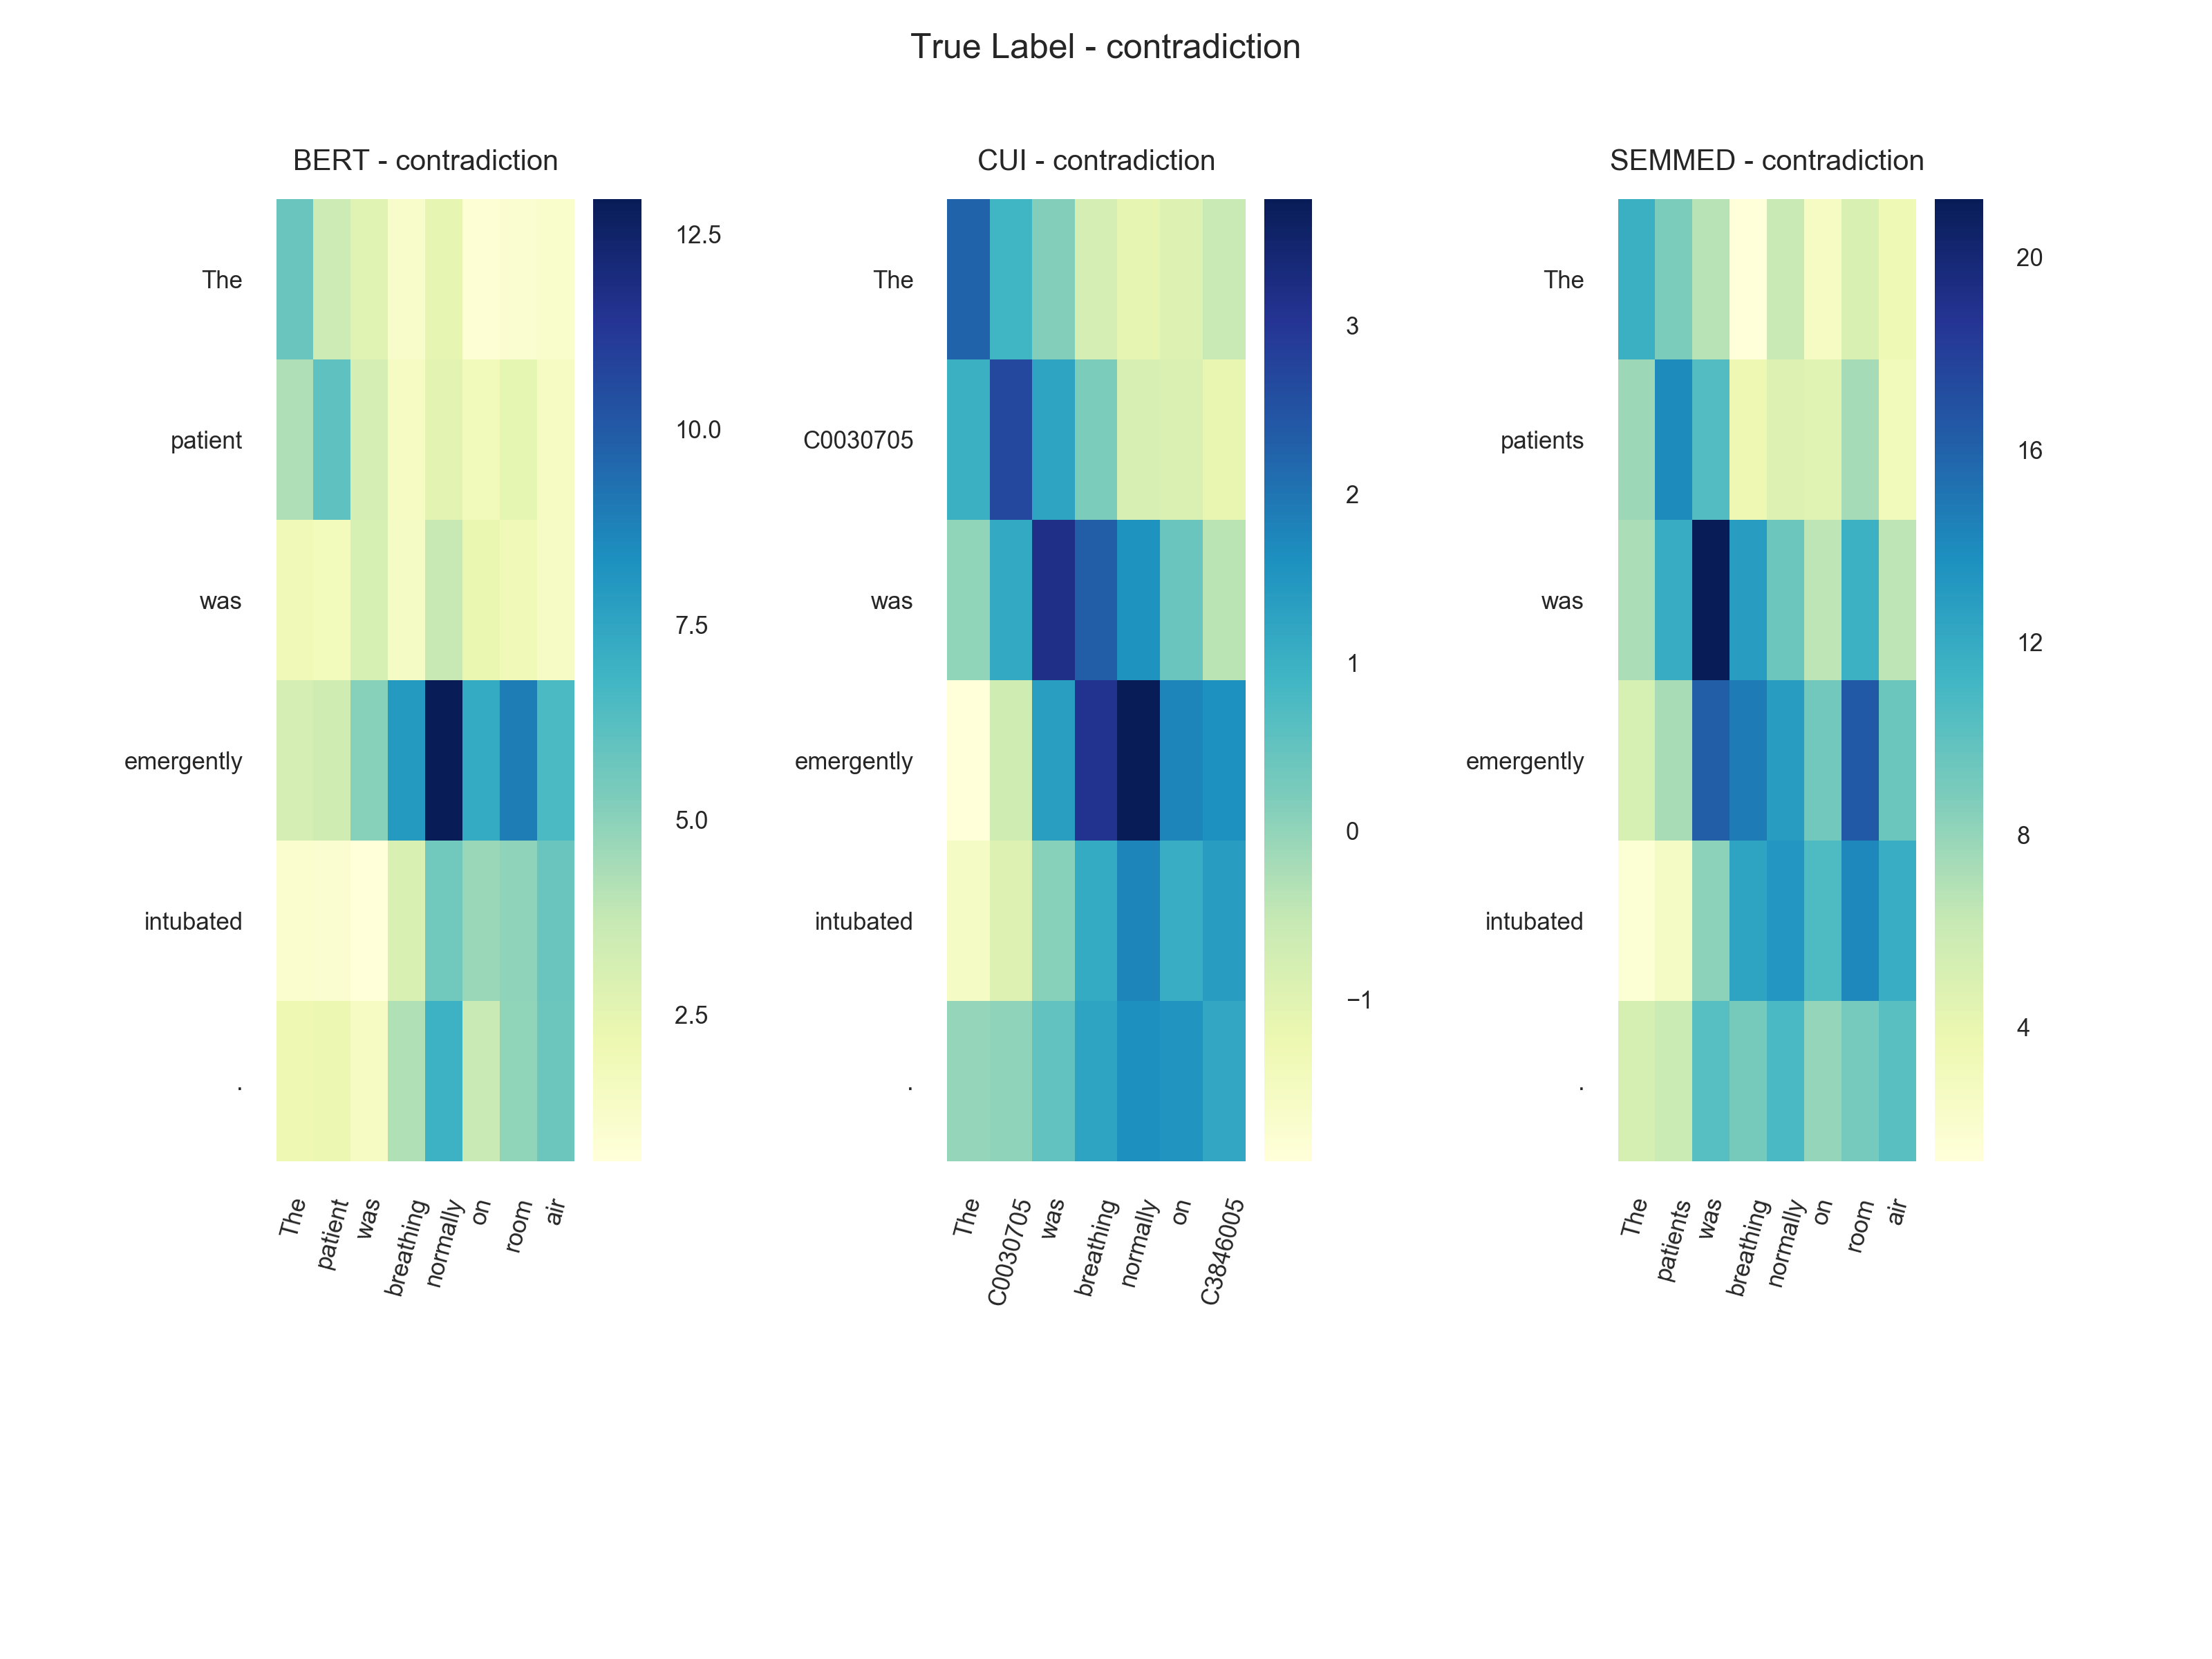 True Label - contradiction
BERT - contradiction
The
patient
was
emergently
intubated
.
The
patient
was
breathing
normally
on
room
air
12.5
10.0
7.5
5.0
2.5
CUI - contradiction
The
C0030705
was
emergently
intubated
.
The
C0030705
was
breathing
normally
on
C3846005
3
2
1
0
−1
SEMMED - contradiction
The
patients
was
emergently
intubated
.
The
patients
was
breathing
normally
on
room
air
20
16
12
8
4